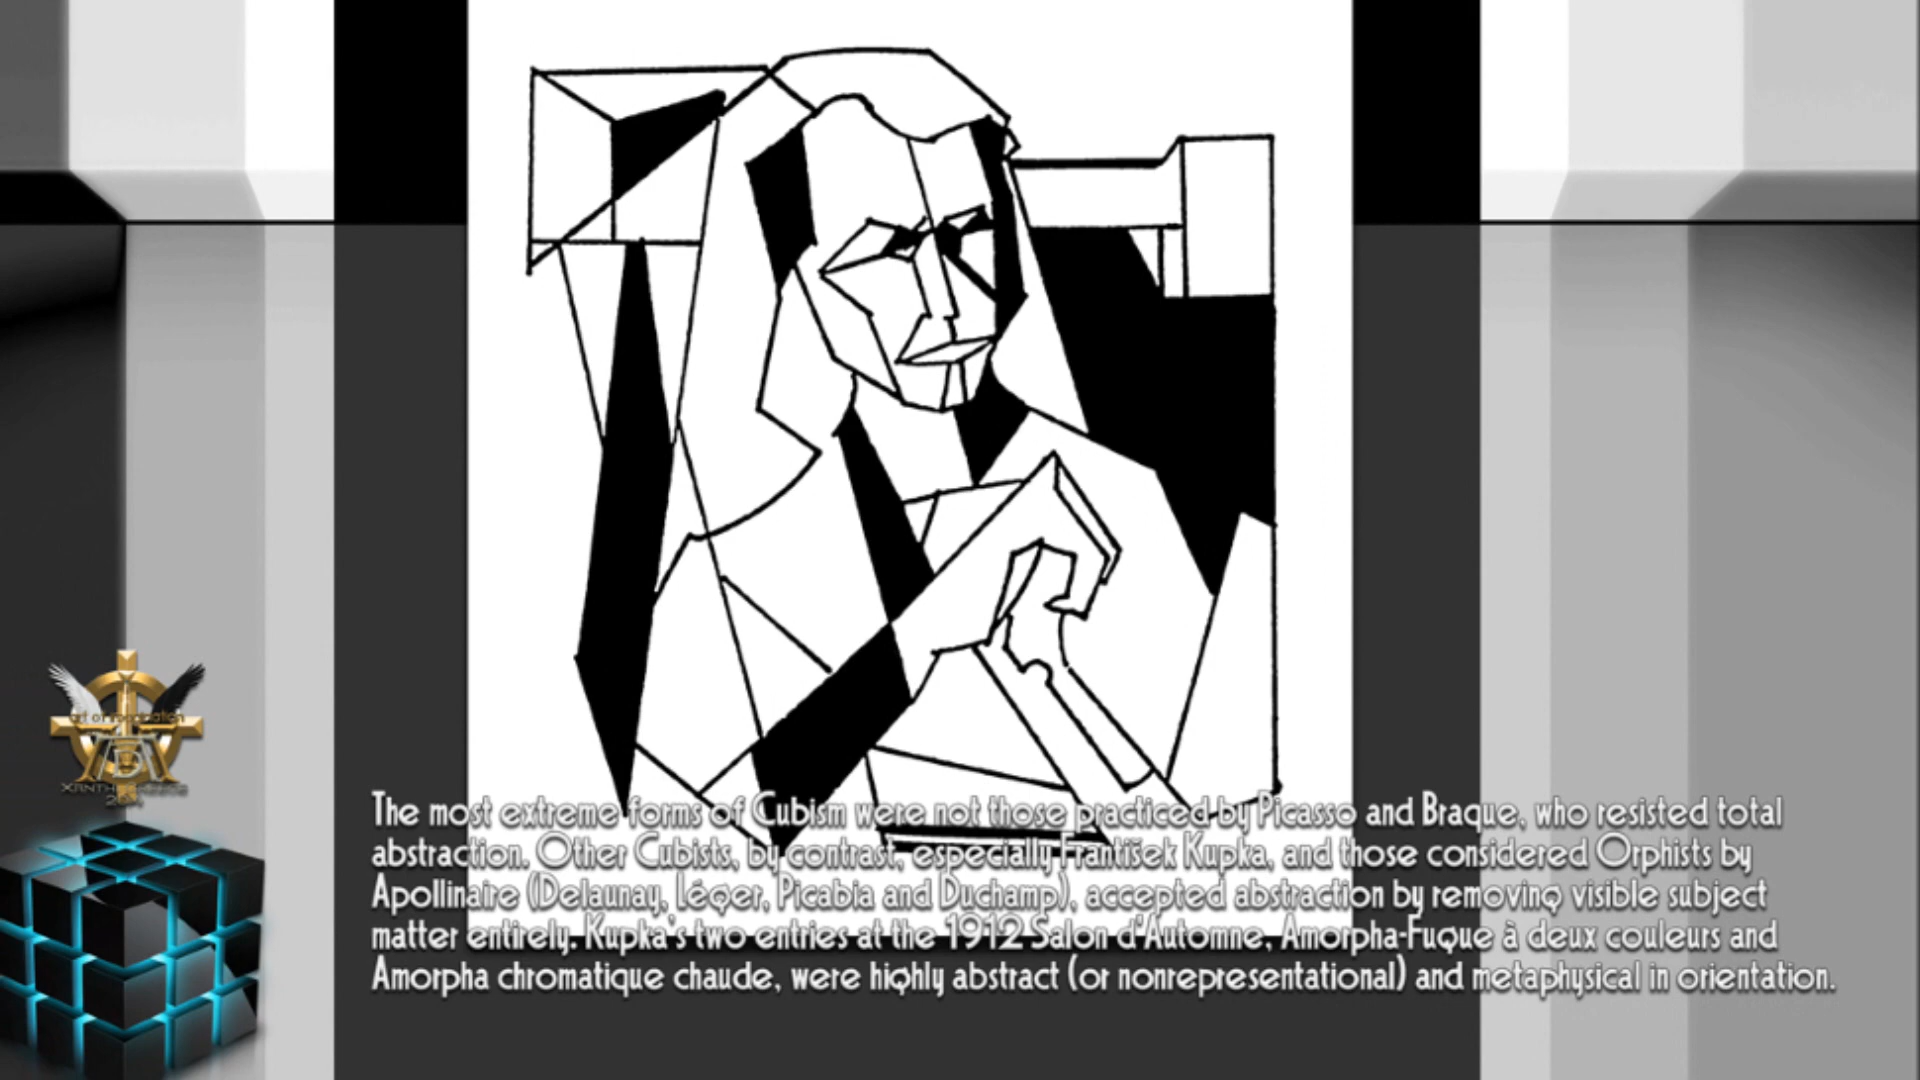 art of imagination
The most extreme forms of Cubism were not those practiced by Picasso and Braque, who resisted total
abstraction. Other Cubists, by contrast, especially František Kupka, and those considered Orphists by
Apollinaire (Delaunay, Léger, Picabia and Duchamp), accepted abstraction by removing visible subject
matter entirely. Kupka's two entries at the 1912 Salon d'Automne, Amorpha-Fugue à deux couleurs and
Amorpha chromatique chaude, were highly abstract (or nonrepresentational) and metaphysical in orientation.